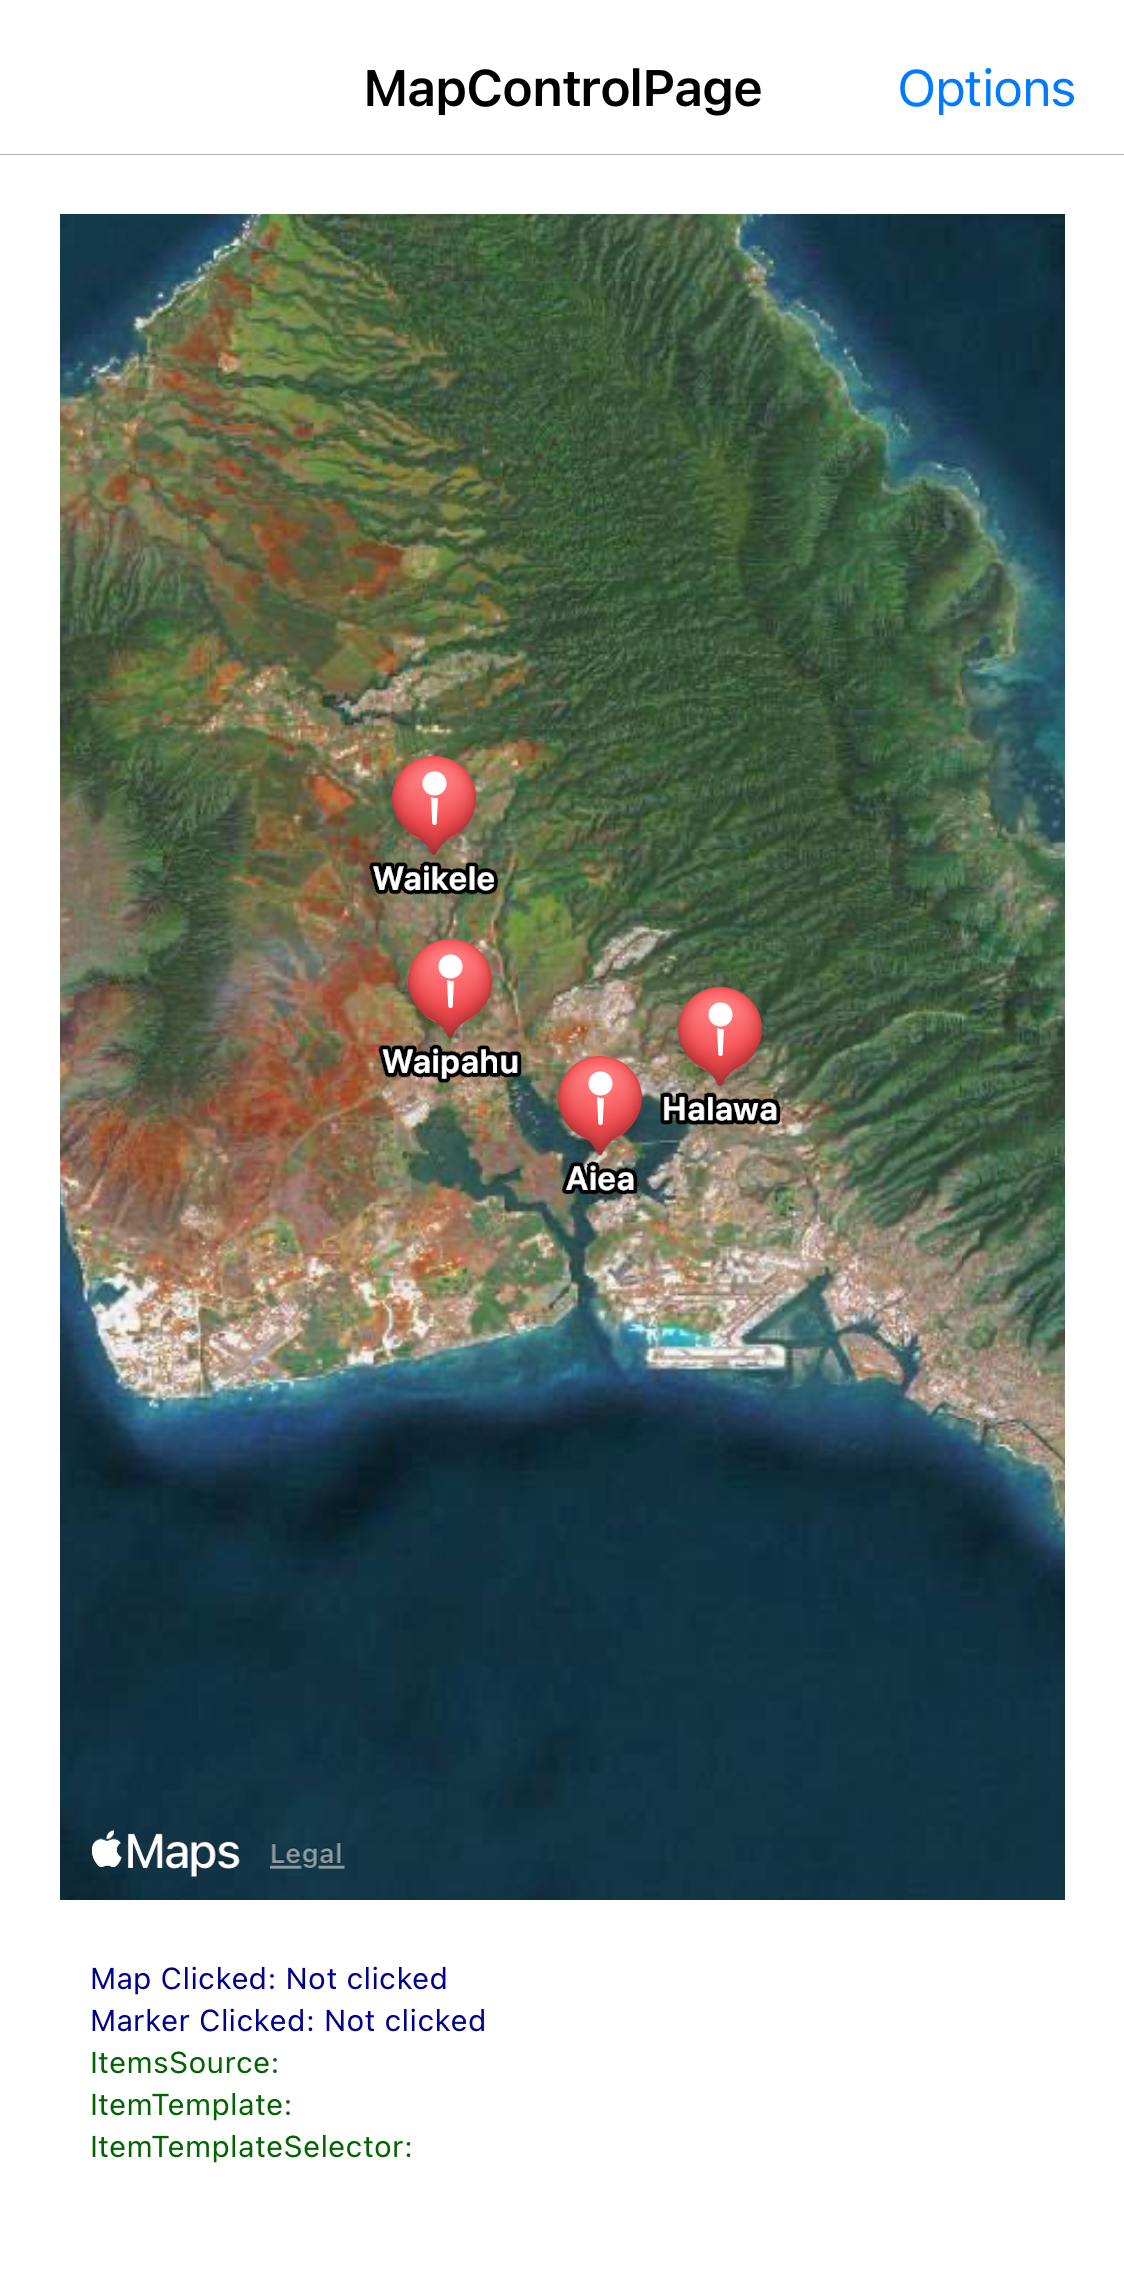 MapControlPage
Options
Waikele
Waipahu
Halawa
Aiea
Maps
Legal
Map Clicked: Not clicked
Marker Clicked: Not clicked
ItemsSource:
ItemTemplate:
ItemTemplateSelector: